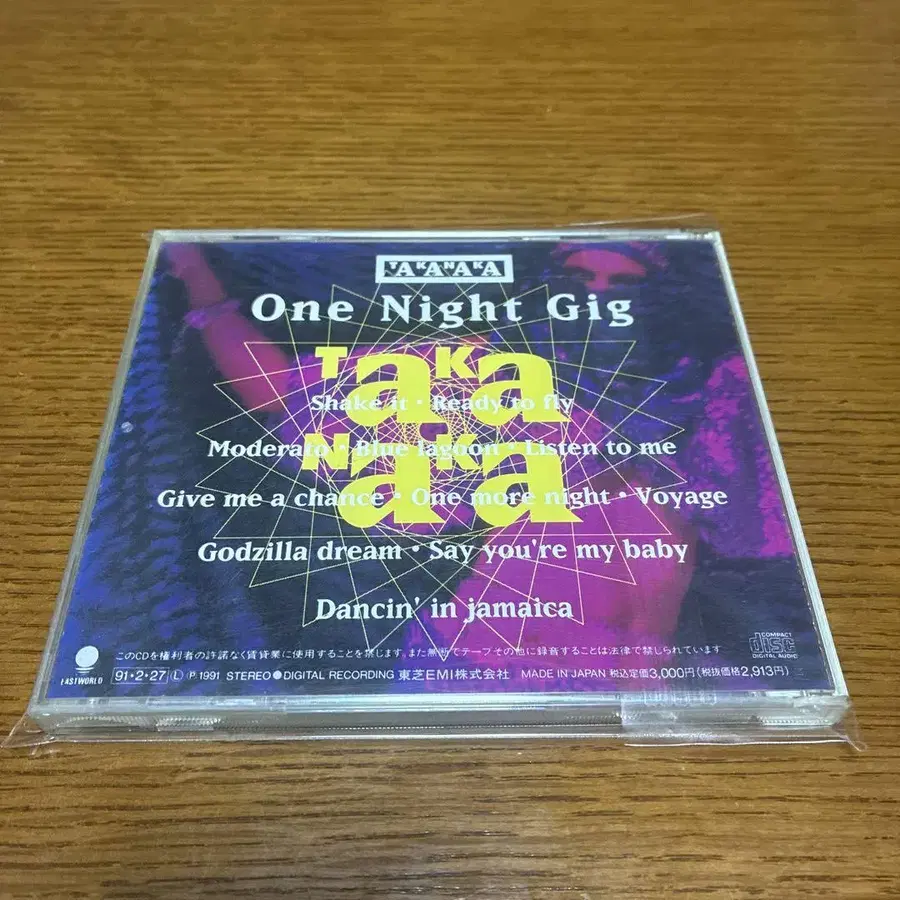 TAKANAKA
One Night Gig
TaKa
NaKa
Shake it・Ready to fly
Moderato・Blue lagoon・Listen to me
Give me a chance・One more night・Voyage
Godzilla dream・Say you're my baby
Dancin' in jamaica
EASTWORLD
COMPACT
disc
DIGITAL AUDIO
このCDを権利者の許諾なく賃貸業に使用することを禁じます。また無断でテープその他に録音することは法律で禁じられています
91・2・27 Ⓛ Ⓟ 1991 STEREO●DIGITAL RECORDING 東芝EMI株式会社 MADE IN JAPAN 税込定価3,000円(税抜価格2,913円)